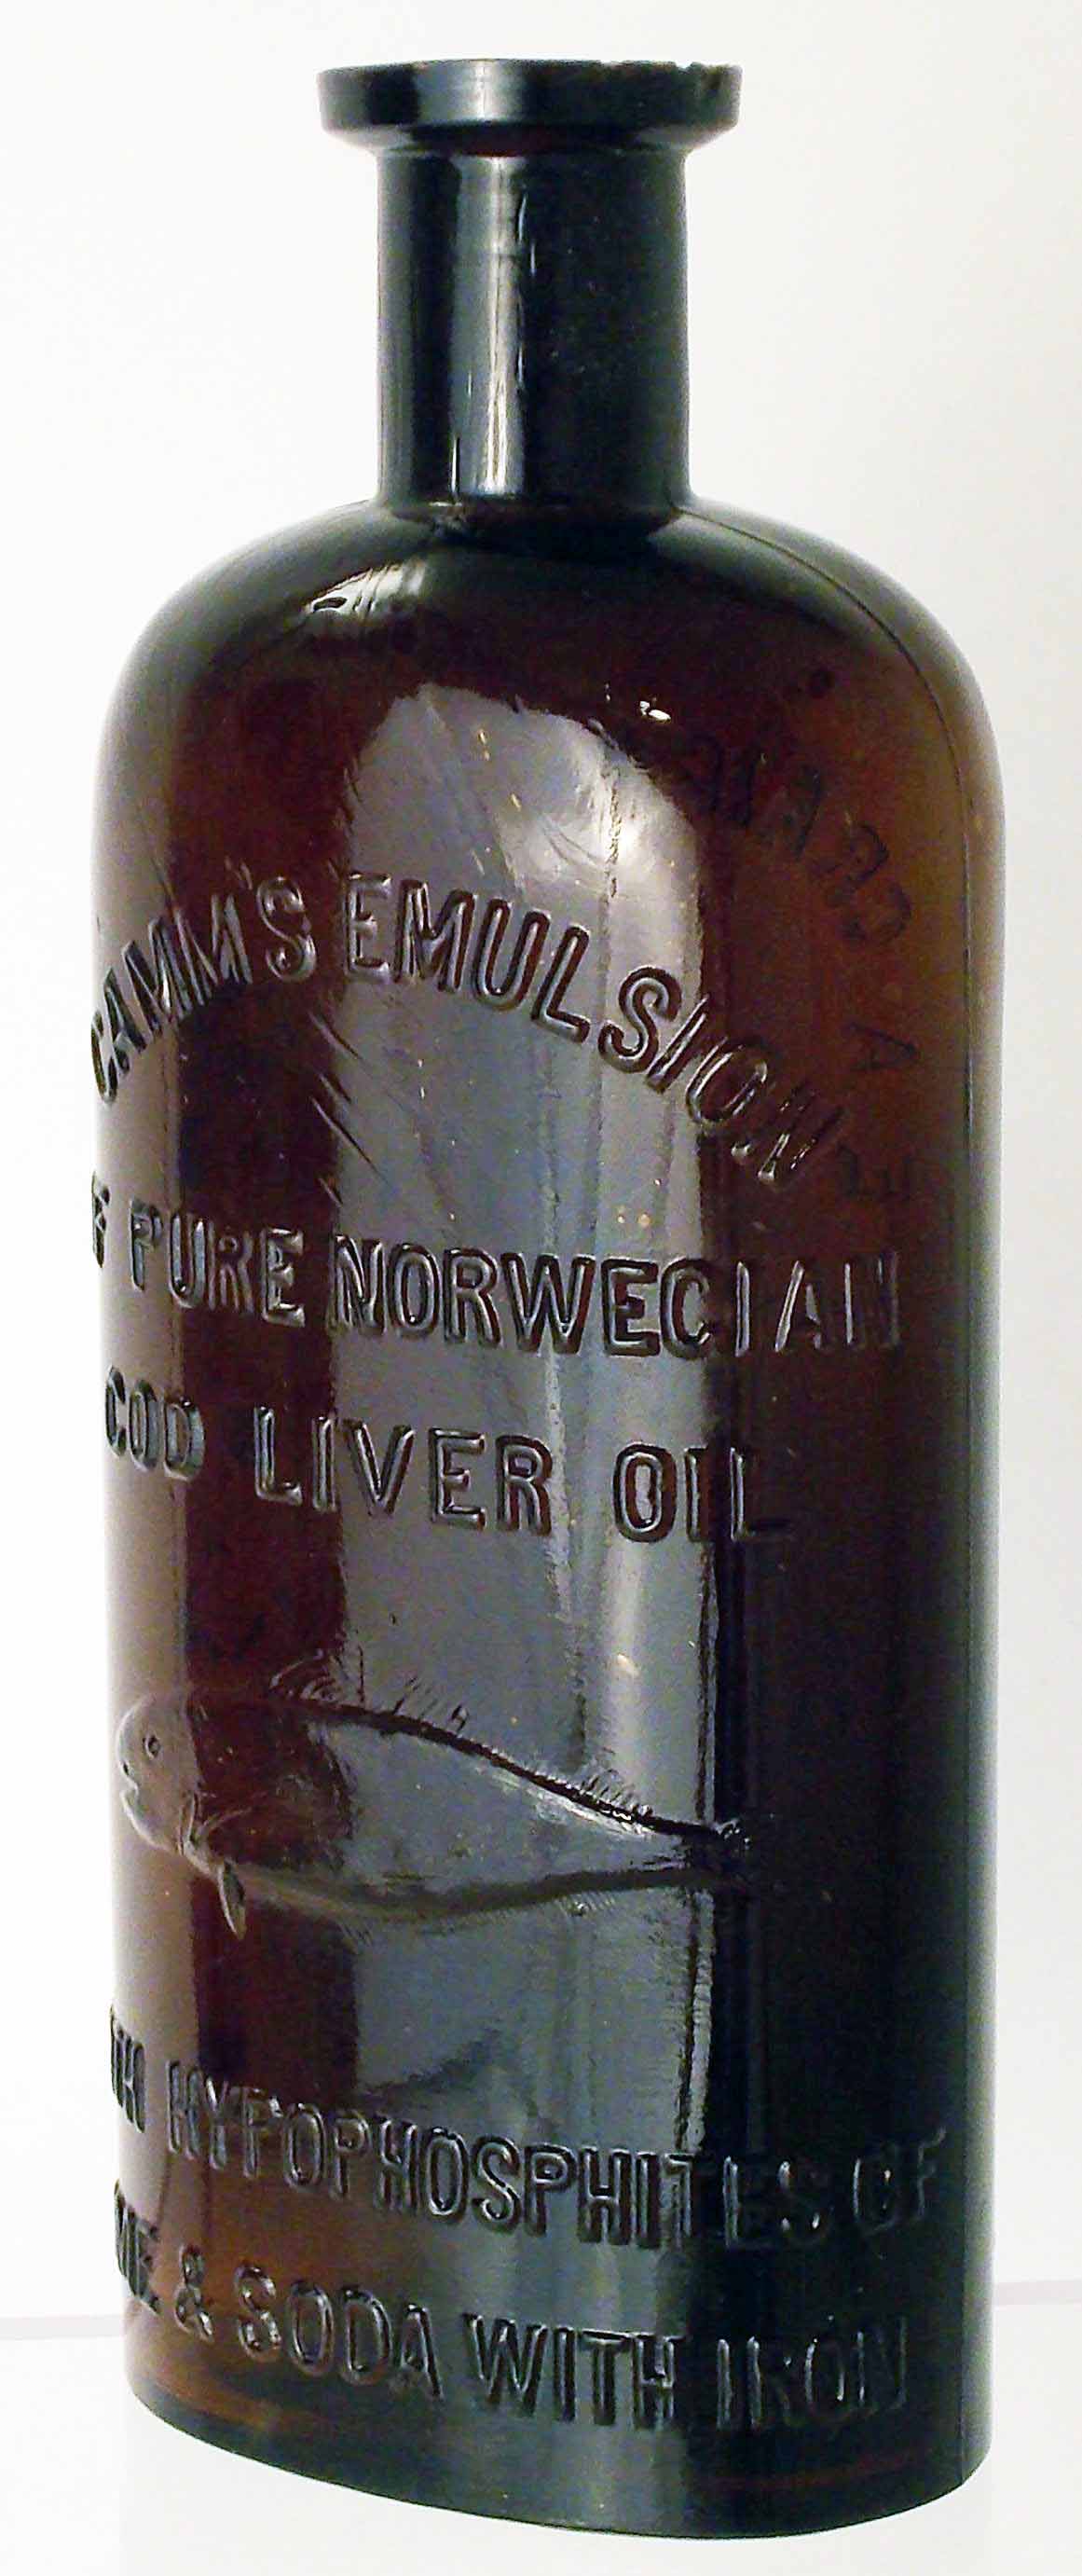 CAMM'S EMULSION
PURE NORWEGIAN
COD LIVER OIL
HYPOPHOSPHITES OF
& SODA WITH IRON